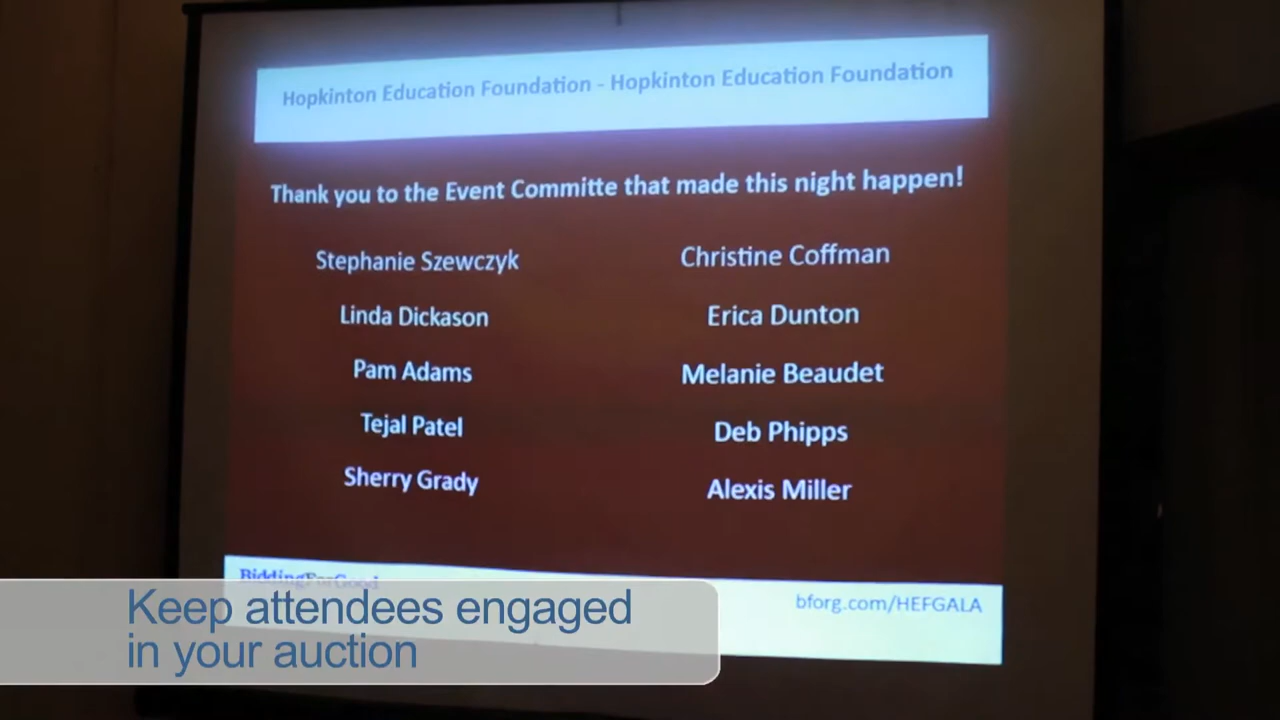 Hopkinton Education Foundation - Hopkinton Education Foundation
Thank you to the Event Committe that made this night happen!
Stephanie Szewczyk
Christine Coffman
Linda Dickason
Erica Dunton
Pam Adams
Melanie Beaudet
Tejal Patel
Deb Phipps
Sherry Grady
Alexis Miller
BiddingForGood
bforg.com/HEFGALA
Keep attendees engaged
in your auction